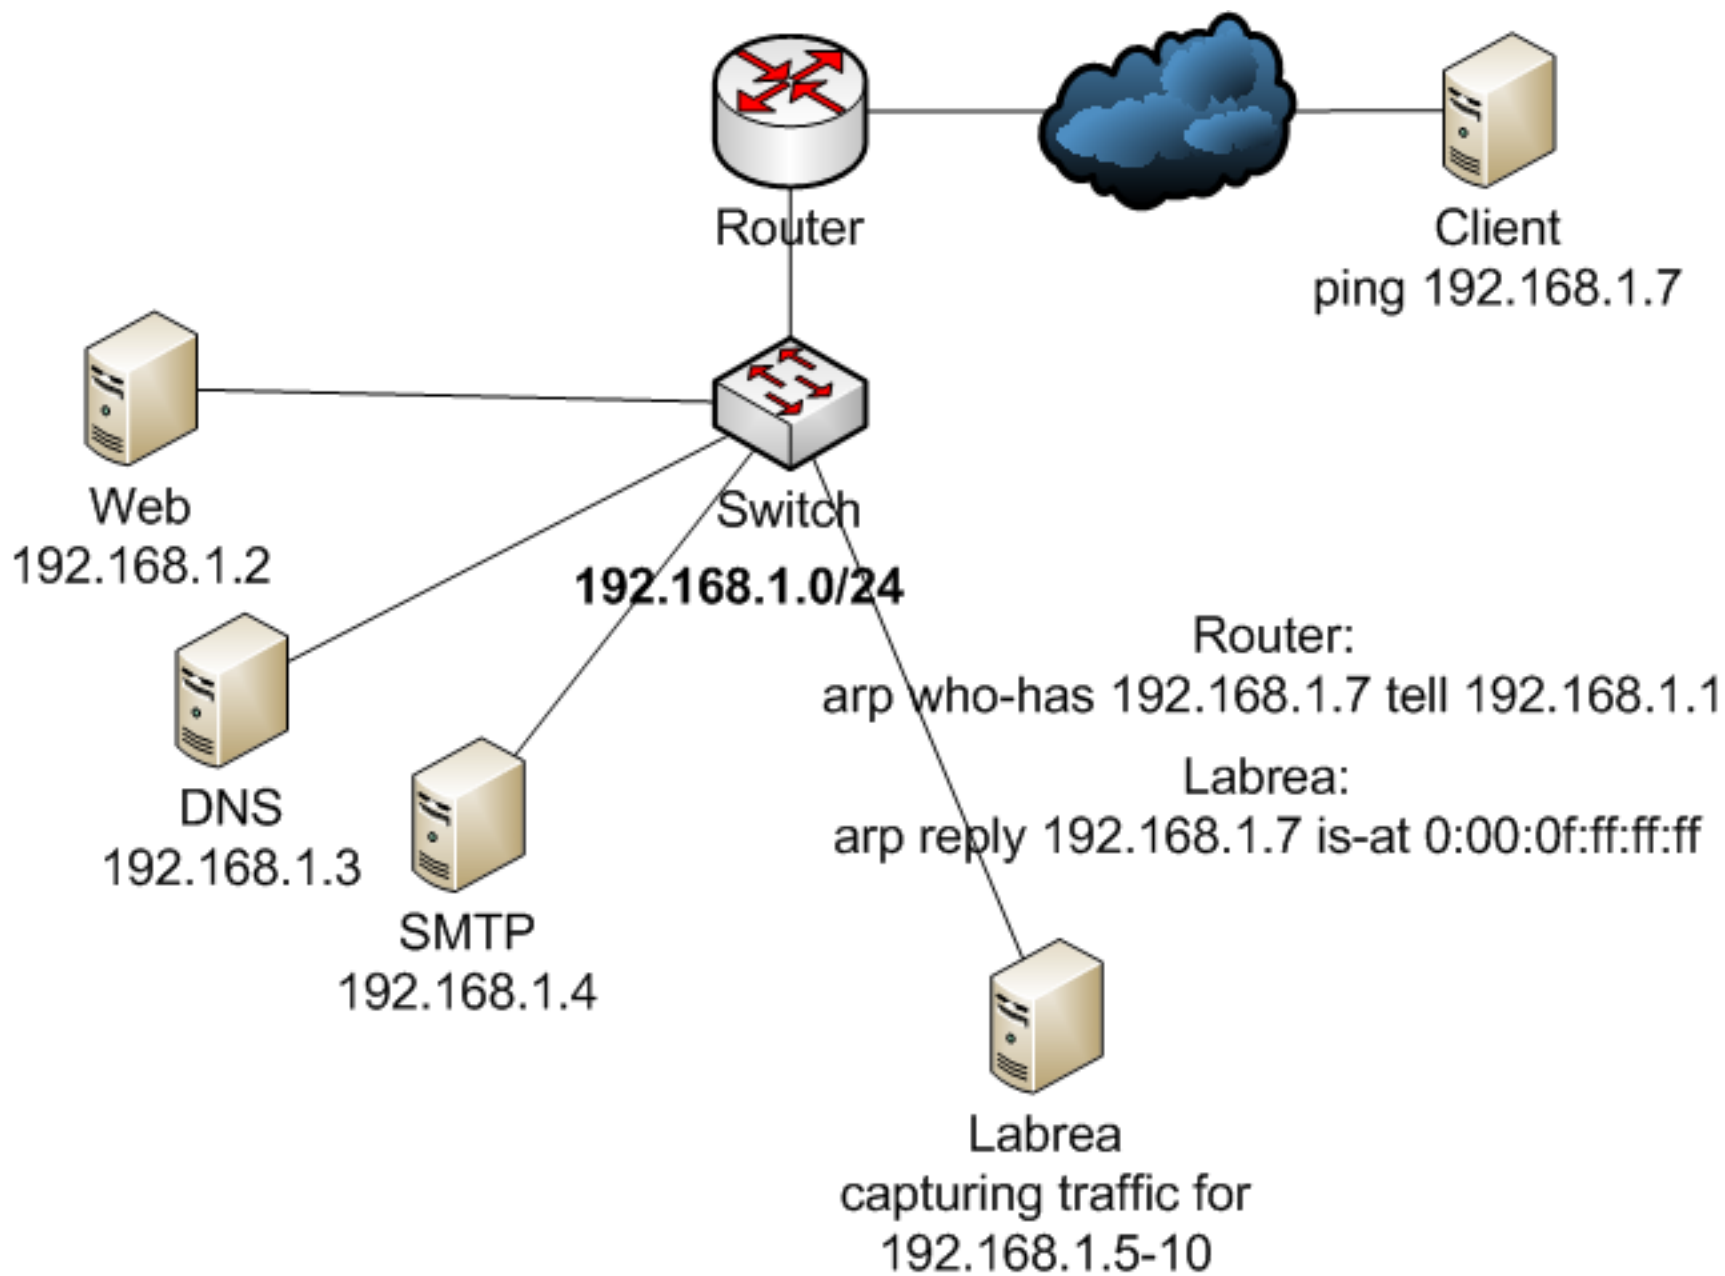 Router
Client
ping 192.168.1.7
Web
192.168.1.2
Switch
192.168.1.0/24
DNS
192.168.1.3
SMTP
192.168.1.4
Router:
arp who-has 192.168.1.7 tell 192.168.1.1
Labrea:
arp reply 192.168.1.7 is-at 0:00:0f:ff:ff:ff
Labrea
capturing traffic for
192.168.1.5-10